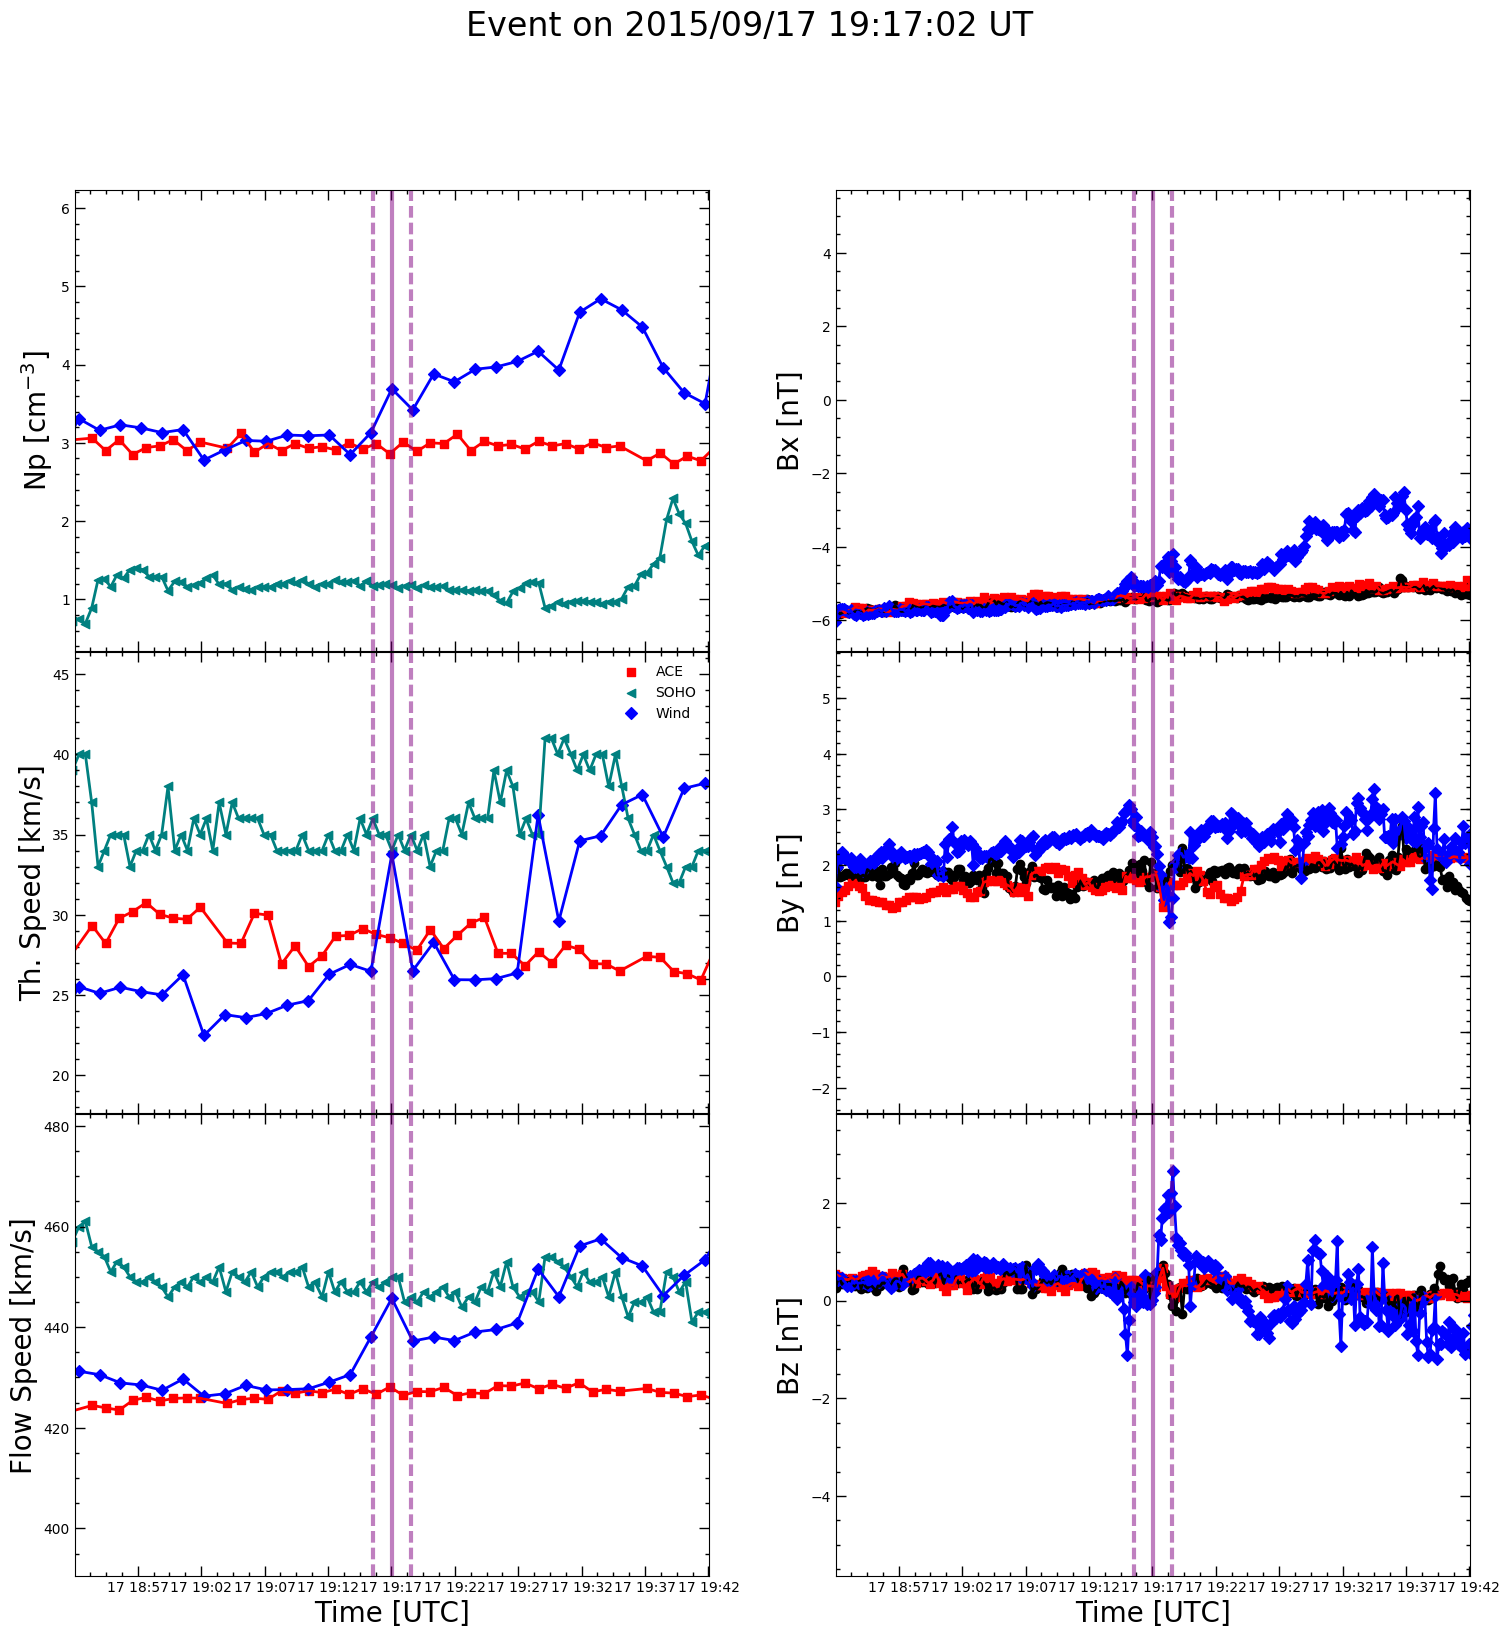 Event on 2015/09/17 19:17:02 UT
6
5
4
3
2
1
Np [cm⁻³]
45
40
35
30
25
20
Th. Speed [km/s]
ACE
SOHO
Wind
480
460
440
420
400
Flow Speed [km/s]
17 18:57 17 19:02 17 19:07 17 19:12 17 19:17 17 19:22 17 19:27 17 19:32 17 19:37 17 19:42
Time [UTC]
4
2
0
−2
−4
−6
Bx [nT]
5
4
3
2
1
0
−1
−2
By [nT]
2
0
−2
−4
Bz [nT]
17 18:57 17 19:02 17 19:07 17 19:12 17 19:17 17 19:22 17 19:27 17 19:32 17 19:37 17 19:42
Time [UTC]